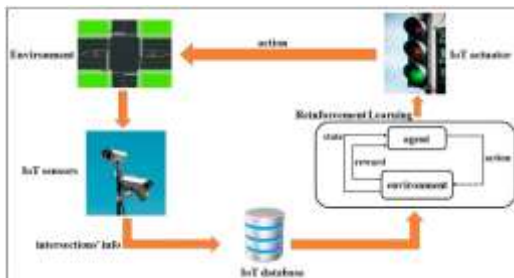 action
Environment
IoT actuator
Reinforcement Learning
state
agent
reward
action
environment
IoT sensors
intersections' info
IoT database